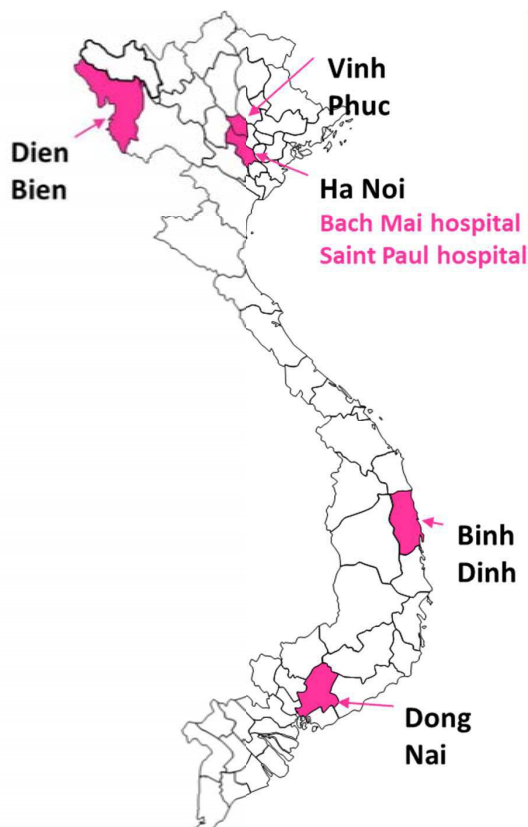 Vinh
Phuc
Dien
Bien
Ha Noi
Bach Mai hospital
Saint Paul hospital
Binh
Dinh
Dong
Nai